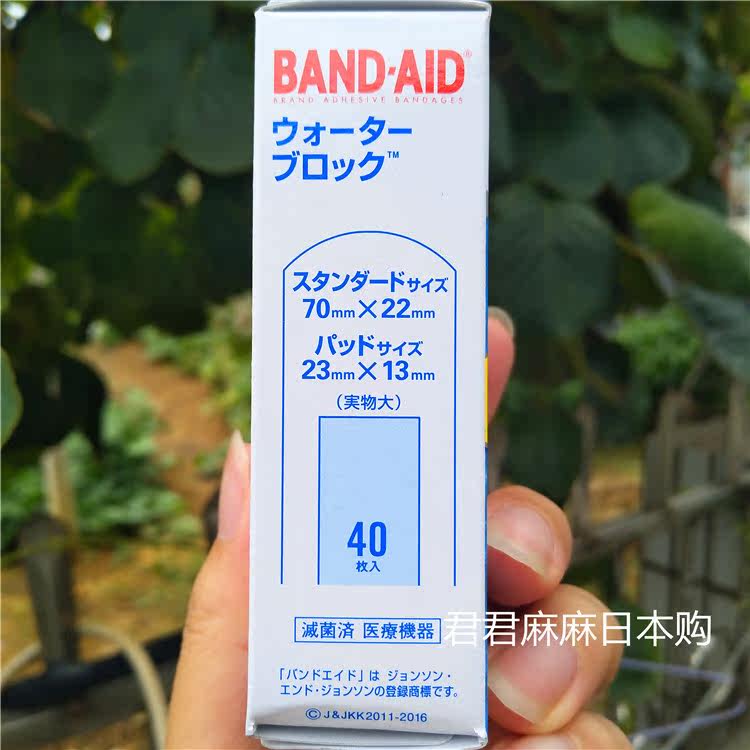 BAND-AID®
BRAND ADHESIVE BANDAGES
ウォーター
ブロック™
スタンダードサイズ
70mm×22mm
パッドサイズ
23mm×13mm
(実物大)
40
枚入
滅菌済 医療機器
君君麻麻日本购
「バンドエイド」は ジョンソン・
エンド・ジョンソンの登録商標です。
©J&JKK2011-2016